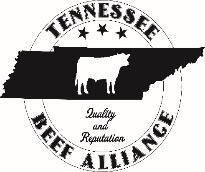 TENNESSEE
Quality
and
Reputation
BEEF ALLIANCE